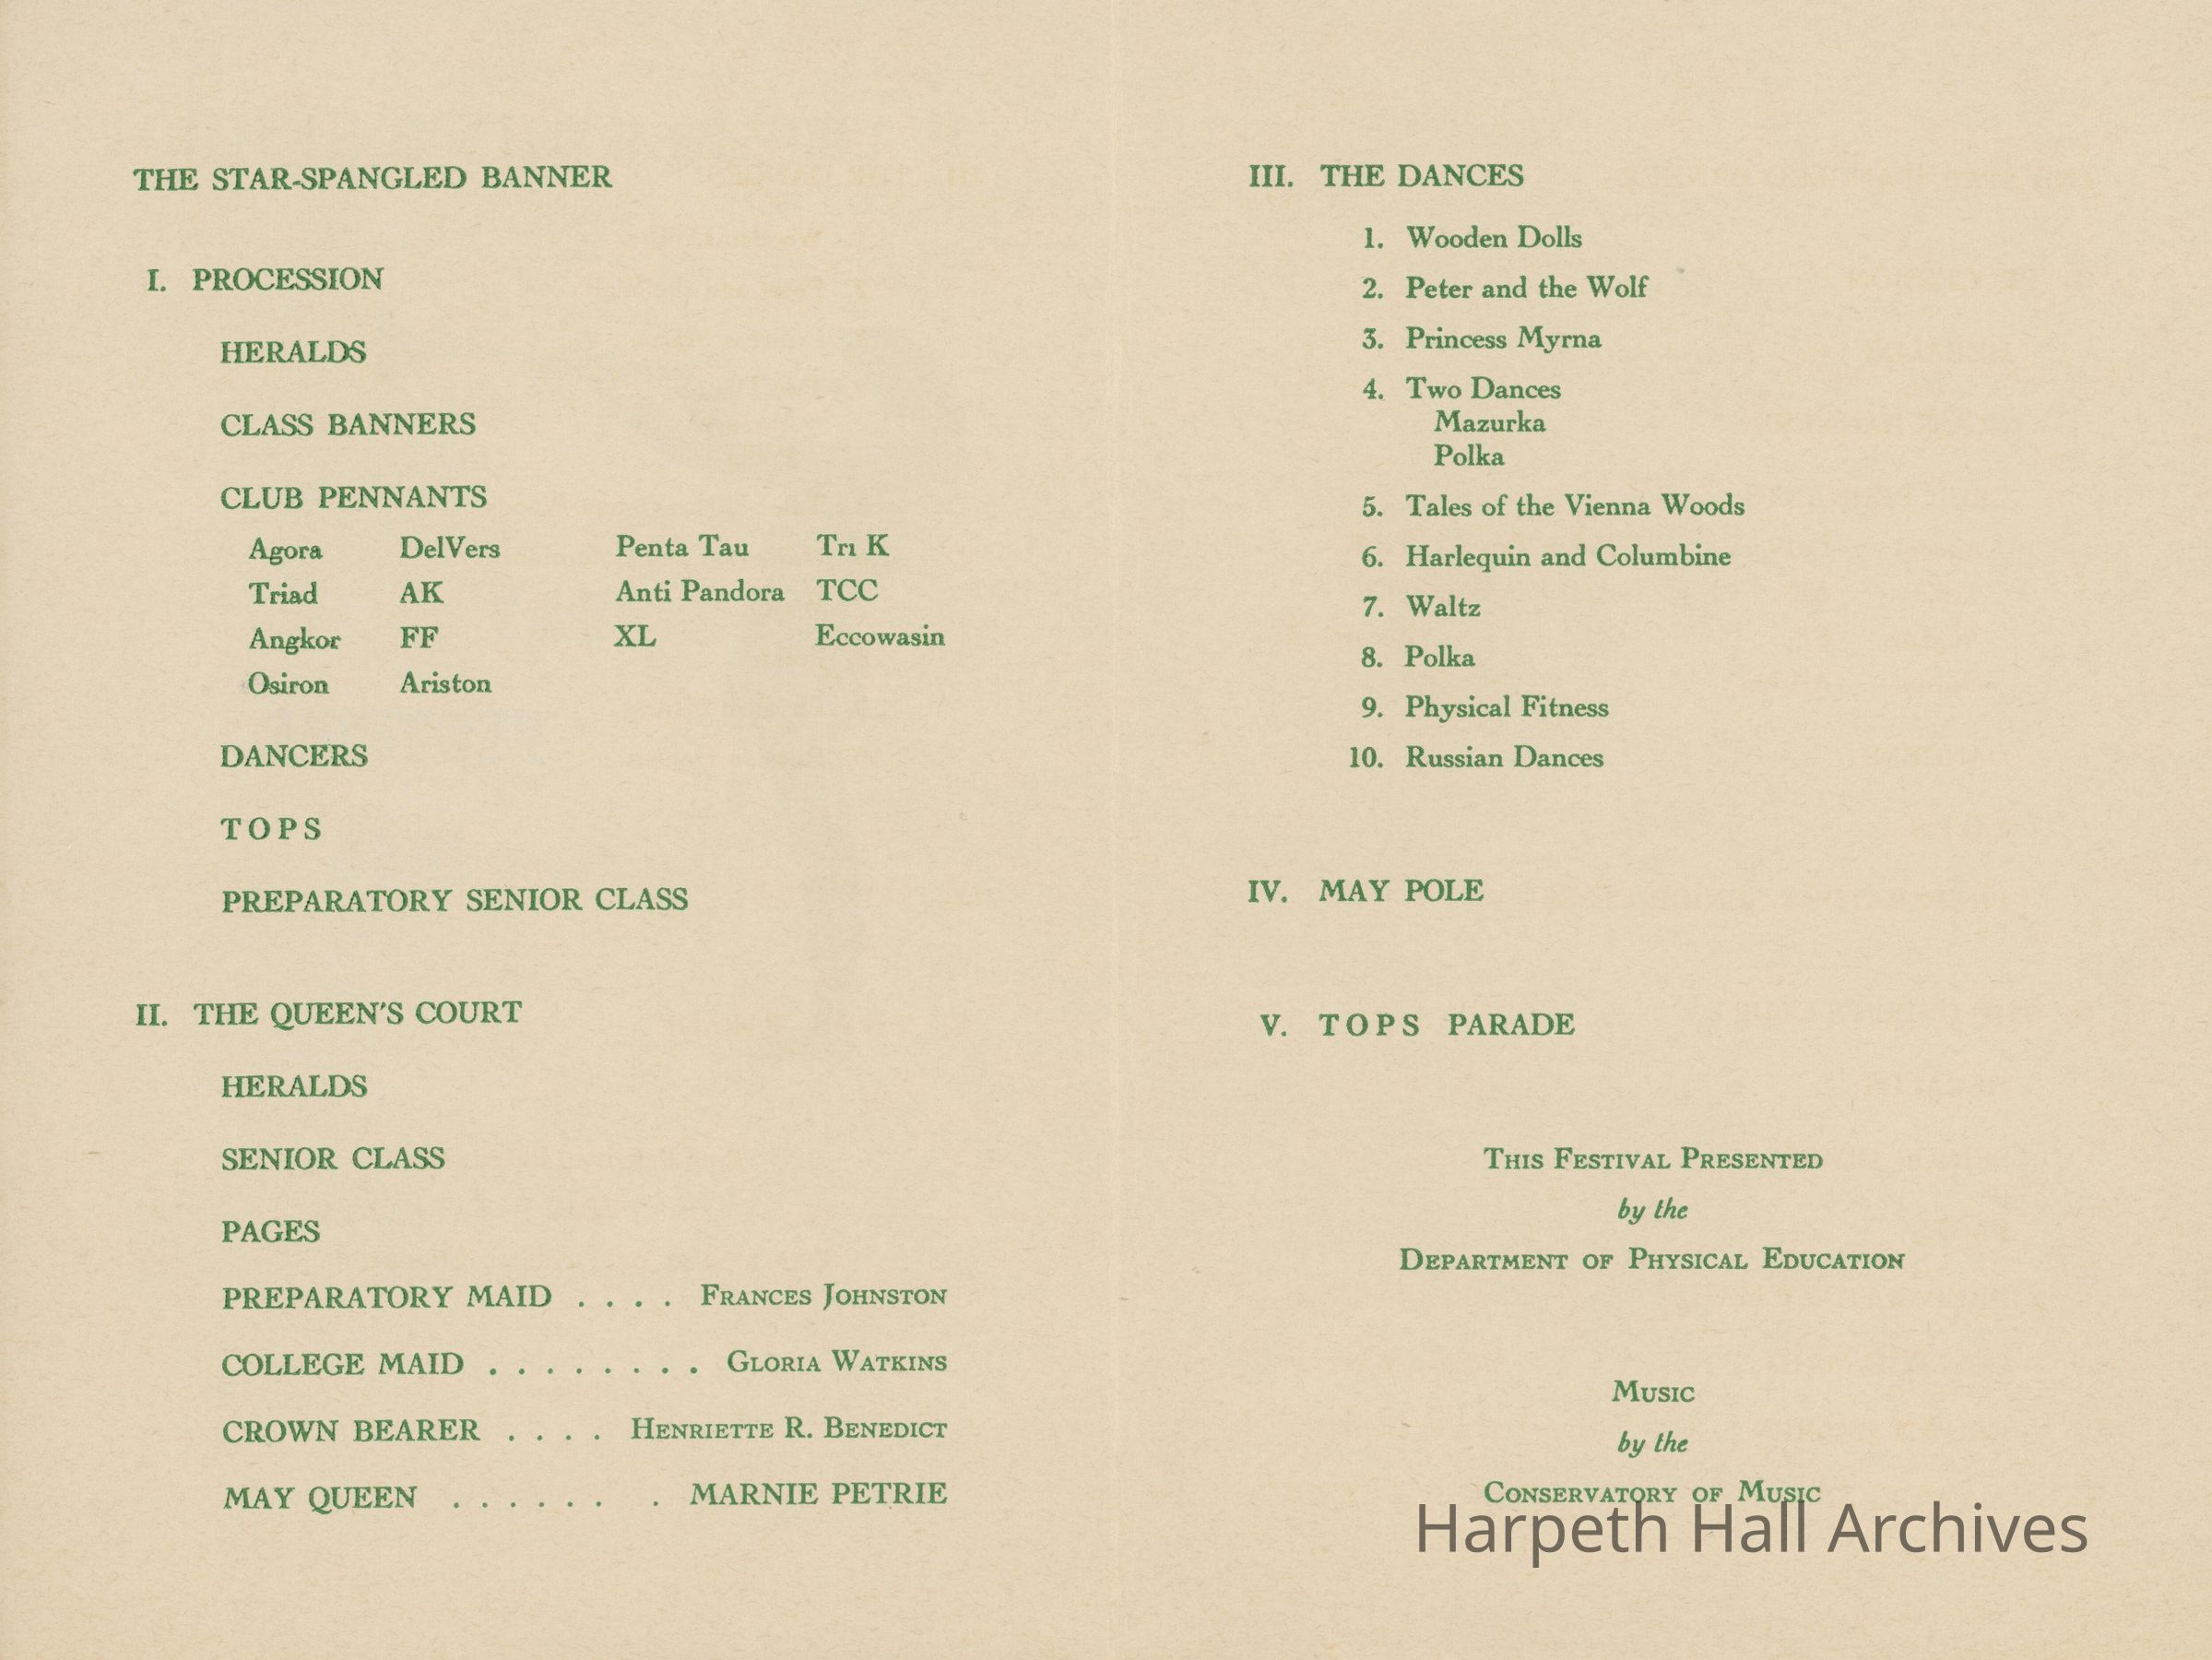 THE STAR-SPANGLED BANNER
I. PROCESSION
HERALDS
CLASS BANNERS
CLUB PENNANTS
Agora DelVers Penta Tau Tri K
Triad AK Anti Pandora TCC
Angkor FF XL Eccowasin
Osiron Ariston
DANCERS
TOPS
PREPARATORY SENIOR CLASS
II. THE QUEEN'S COURT
HERALDS
SENIOR CLASS
PAGES
PREPARATORY MAID . . . . FRANCES JOHNSTON
COLLEGE MAID . . . . . . . . GLORIA WATKINS
CROWN BEARER . . . . HENRIETTE R. BENEDICT
MAY QUEEN . . . . . . . MARNIE PETRIE
III. THE DANCES
1. Wooden Dolls
2. Peter and the Wolf
3. Princess Myrna
4. Two Dances
Mazurka
Polka
5. Tales of the Vienna Woods
6. Harlequin and Columbine
7. Waltz
8. Polka
9. Physical Fitness
10. Russian Dances
IV. MAY POLE
V. TOPS PARADE
THIS FESTIVAL PRESENTED
by the
DEPARTMENT OF PHYSICAL EDUCATION
MUSIC
by the
CONSERVATORY OF MUSIC
Harpeth Hall Archives